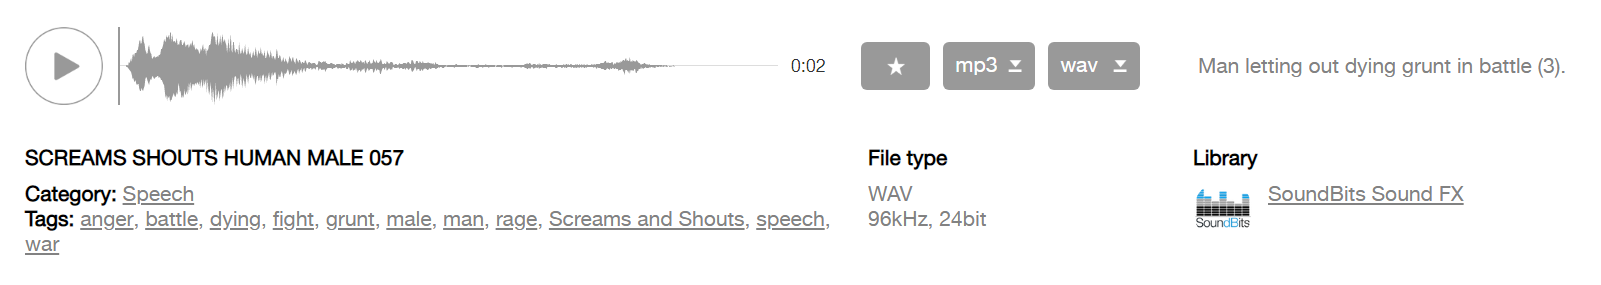 0:02
mp3
wav
Man letting out dying grunt in battle (3).
SCREAMS SHOUTS HUMAN MALE 057
Category: Speech
Tags: anger, battle, dying, fight, grunt, male, man, rage, Screams and Shouts, speech,
war
File type
WAV
96kHz, 24bit
Library
SoundBits
SoundBits Sound FX